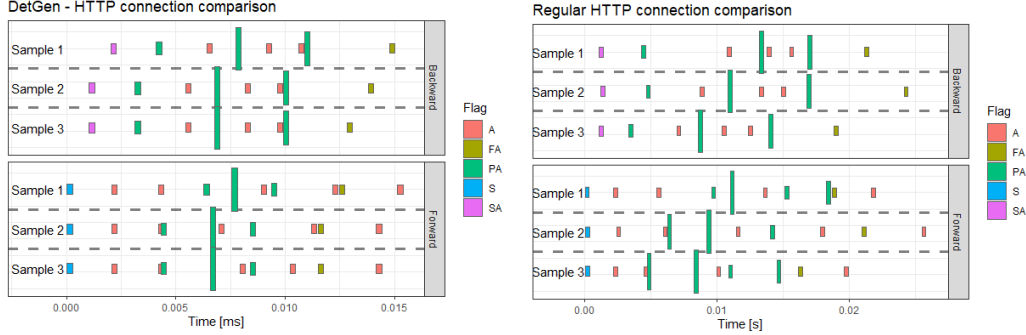 DetGen - HTTP connection comparison
Sample 1
Sample 2
Sample 3
Backward
Sample 1
Sample 2
Sample 3
Forward
0.000
0.005
0.010
0.015
Time [ms]
Flag
A
FA
PA
S
SA
Regular HTTP connection comparison
Sample 1
Sample 2
Sample 3
Backward
Sample 1
Sample 2
Sample 3
Forward
0.00
0.01
0.02
Time [s]
Flag
A
FA
PA
S
SA